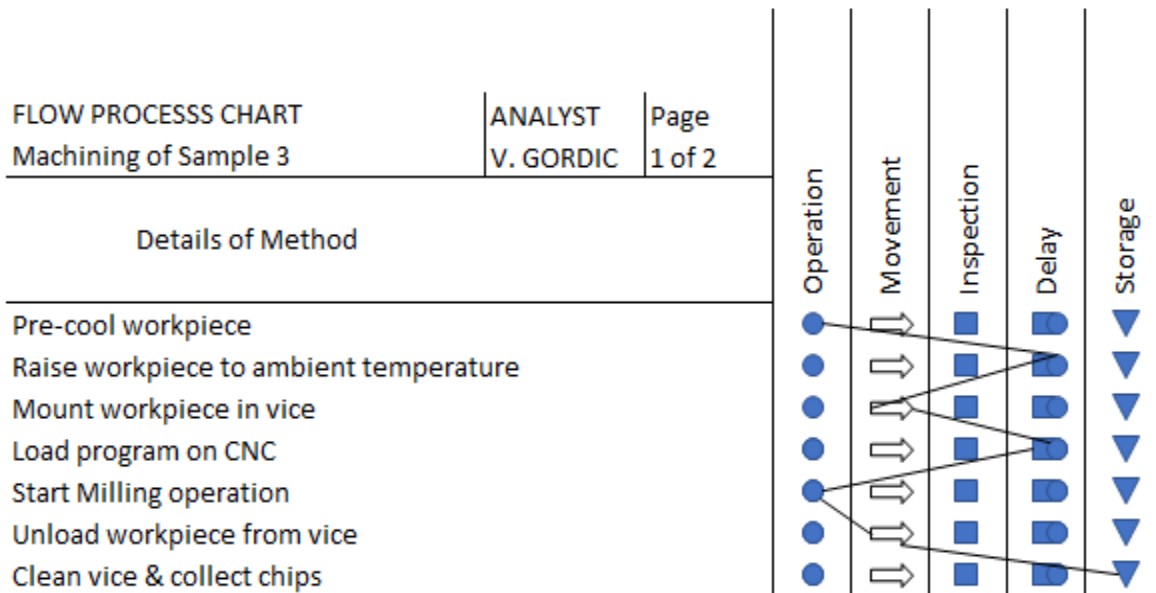 FLOW PROCESSS CHART
Machining of Sample 3
ANALYST
V. GORDIC
Page
1 of 2
Details of Method
Operation
Movement
Inspection
Delay
Storage
Pre-cool workpiece
Raise workpiece to ambient temperature
Mount workpiece in vice
Load program on CNC
Start Milling operation
Unload workpiece from vice
Clean vice & collect chips